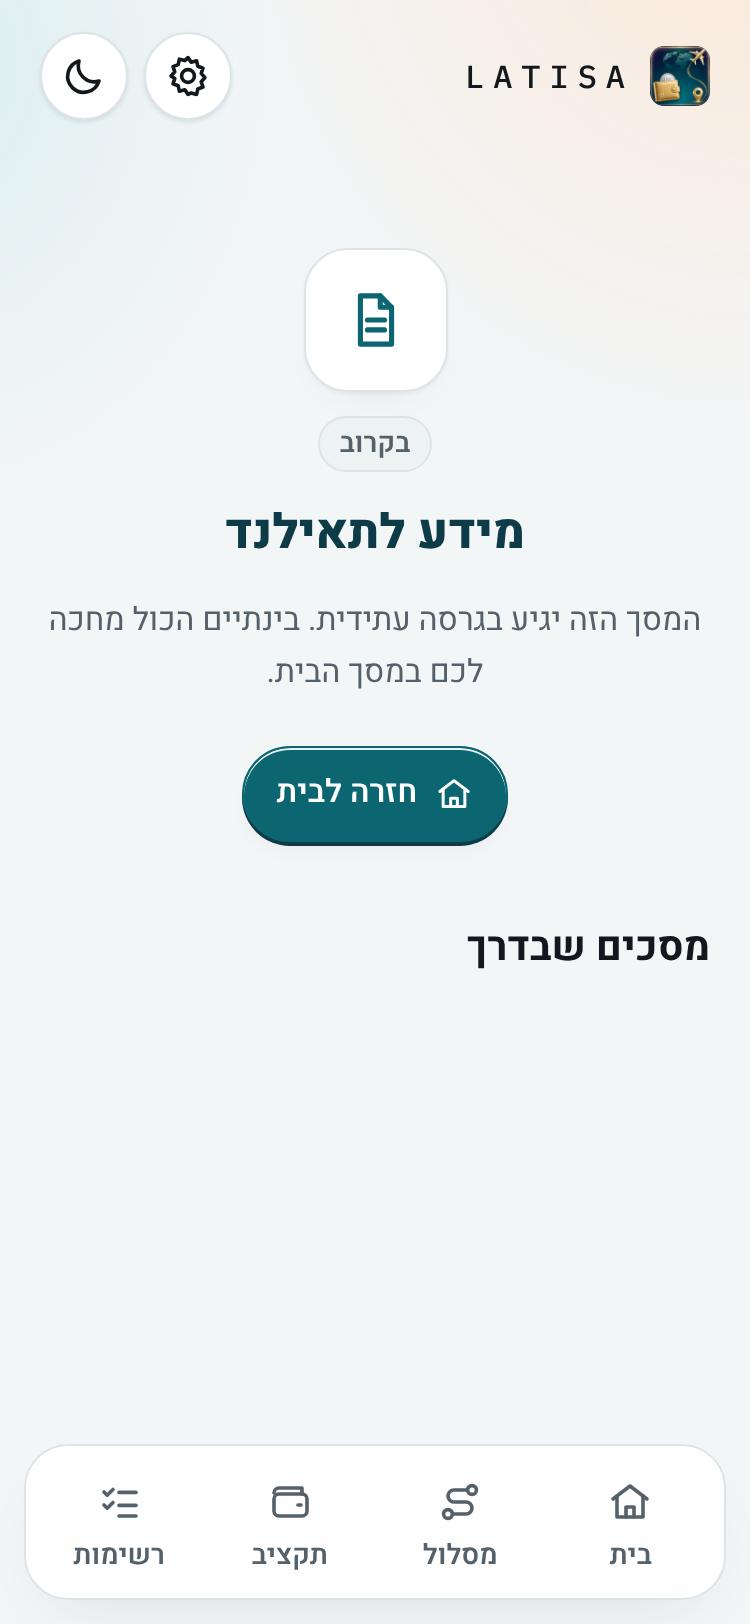 LATISA
בקרוב
מידע לתאילנד
המסך הזה יגיע בגרסה עתידית. בינתיים הכול מחכה
לכם במסך הבית.
חזרה לבית
מסכים שבדרך
בית
מסלול
תקציב
רשימות